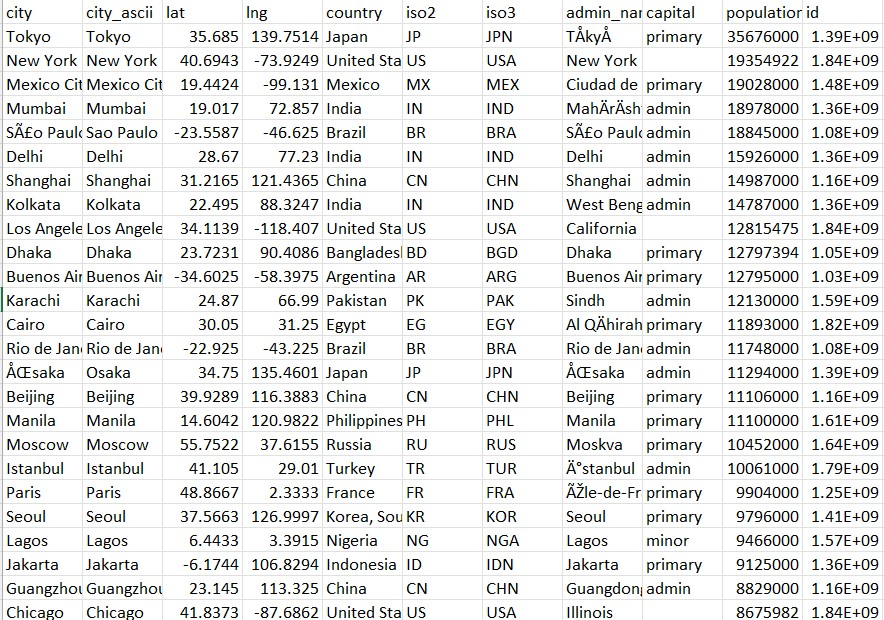 city city_ascii lat lng country iso2 iso3 admin_nar capital population id
Tokyo Tokyo 35.685 139.7514 Japan JP JPN TÅkyÅ primary 35676000 1.39E+09
New York New York 40.6943 -73.9249 United Sta US USA New York 19354922 1.84E+09
Mexico Cit Mexico Cit 19.4424 -99.131 Mexico MX MEX Ciudad de primary 19028000 1.48E+09
Mumbai Mumbai 19.017 72.857 India IN IND MahÄrÄsh admin 18978000 1.36E+09
SÃ£o Paulo Sao Paulo -23.5587 -46.625 Brazil BR BRA SÃ£o Paulo admin 18845000 1.08E+09
Delhi Delhi 28.67 77.23 India IN IND Delhi admin 15926000 1.36E+09
Shanghai Shanghai 31.2165 121.4365 China CN CHN Shanghai admin 14987000 1.16E+09
Kolkata Kolkata 22.495 88.3247 India IN IND West Beng admin 14787000 1.36E+09
Los Angele Los Angele 34.1139 -118.407 United Sta US USA California 12815475 1.84E+09
Dhaka Dhaka 23.7231 90.4086 Banglades BD BGD Dhaka primary 12797394 1.05E+09
Buenos Air Buenos Air -34.6025 -58.3975 Argentina AR ARG Buenos Air primary 12795000 1.03E+09
Karachi Karachi 24.87 66.99 Pakistan PK PAK Sindh admin 12130000 1.59E+09
Cairo Cairo 30.05 31.25 Egypt EG EGY Al QÄhirah primary 11893000 1.82E+09
Rio de Jan Rio de Jan -22.925 -43.225 Brazil BR BRA Rio de Jan admin 11748000 1.08E+09
ÅŒsaka Osaka 34.75 135.4601 Japan JP JPN ÅŒsaka admin 11294000 1.39E+09
Beijing Beijing 39.9289 116.3883 China CN CHN Beijing primary 11106000 1.16E+09
Manila Manila 14.6042 120.9822 Philippines PH PHL Manila primary 11100000 1.61E+09
Moscow Moscow 55.7522 37.6155 Russia RU RUS Moskva primary 10452000 1.64E+09
Istanbul Istanbul 41.105 29.01 Turkey TR TUR Ä°stanbul admin 10061000 1.79E+09
Paris Paris 48.8667 2.3333 France FR FRA ÃŽle-de-Fr primary 9904000 1.25E+09
Seoul Seoul 37.5663 126.9997 Korea, Sou KR KOR Seoul primary 9796000 1.41E+09
Lagos Lagos 6.4433 3.3915 Nigeria NG NGA Lagos minor 9466000 1.57E+09
Jakarta Jakarta -6.1744 106.8294 Indonesia ID IDN Jakarta primary 9125000 1.36E+09
Guangzhou Guangzhou 23.145 113.325 China CN CHN Guangdong admin 8829000 1.16E+09
Chicago Chicago 41.8373 -87.6862 United Sta US USA Illinois 8675982 1.84E+09